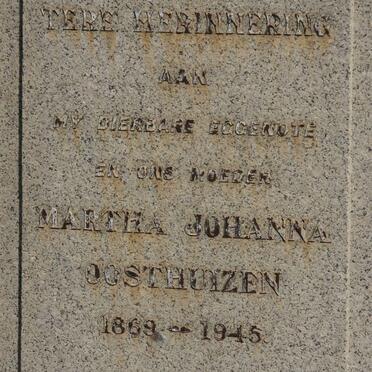 TERE HERINNERING
AAN
MY DIERBARE EGGENOTE
EN ONS MOEDER
MARTHA JOHANNA
OOSTHUIZEN
1869 – 1945